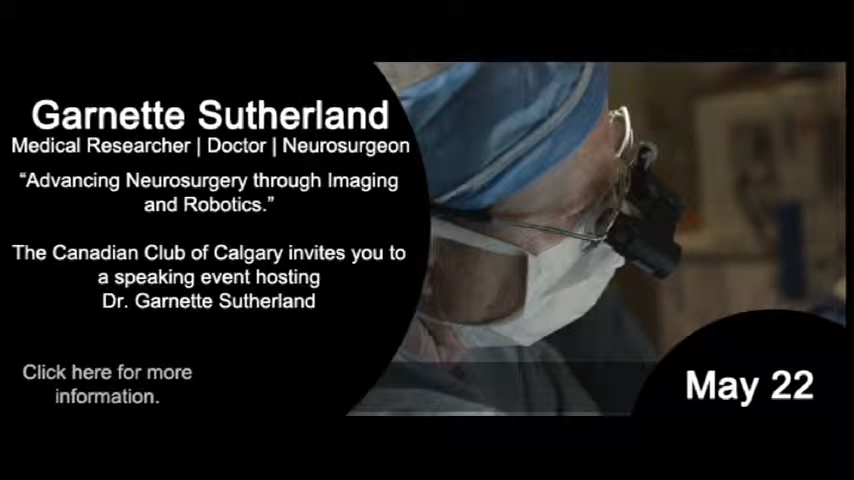 Garnette Sutherland
Medical Researcher | Doctor | Neurosurgeon
“Advancing Neurosurgery through Imaging
and Robotics.”
The Canadian Club of Calgary invites you to
a speaking event hosting
Dr. Garnette Sutherland
Click here for more
information.
May 22